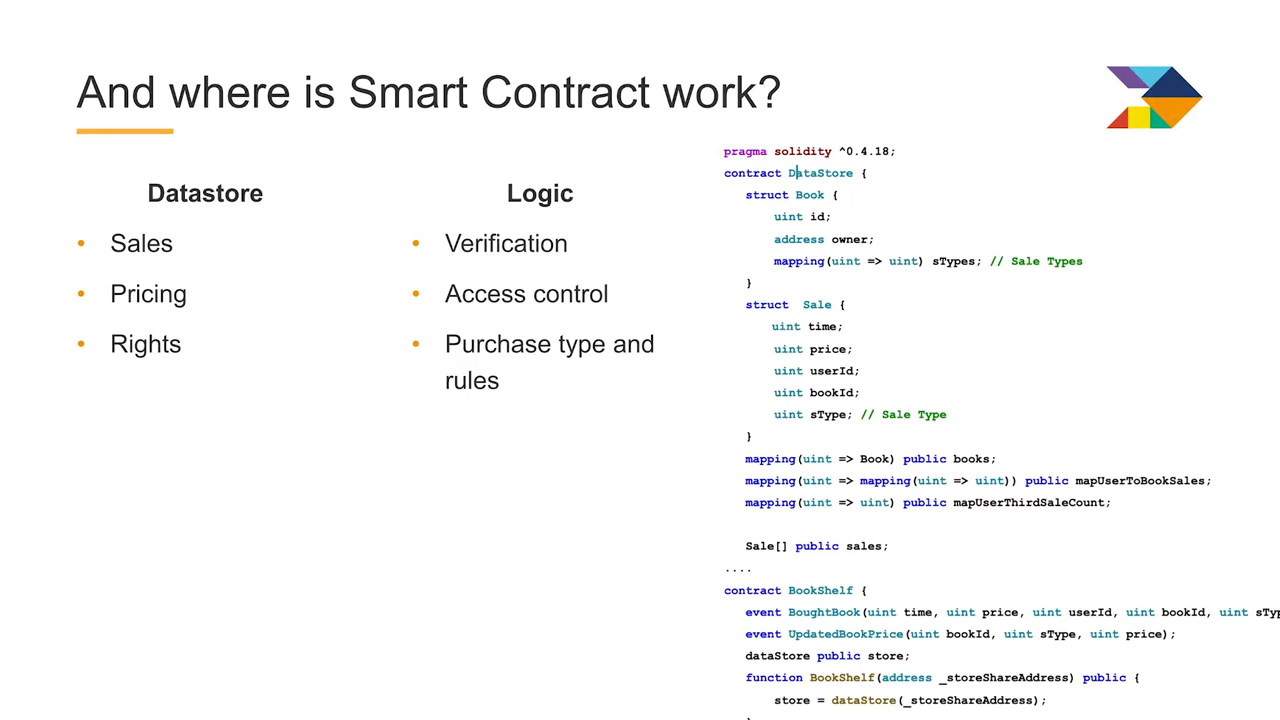 And where is Smart Contract work?
Datastore
• Sales
• Pricing
• Rights
Logic
• Verification
• Access control
• Purchase type and
rules
pragma solidity ^0.4.18;
contract DataStore {
struct Book {
uint id;
address owner;
mapping(uint => uint) sTypes; // Sale Types
}
struct  Sale {
uint time;
uint price;
uint userId;
uint bookId;
uint sType; // Sale Type
}
mapping(uint => Book) public books;
mapping(uint => mapping(uint => uint)) public mapUserToBookSales;
mapping(uint => uint) public mapUserThirdSaleCount;
Sale[] public sales;
....
contract BookShelf {
event BoughtBook(uint time, uint price, uint userId, uint bookId, uint sTyp
event UpdatedBookPrice(uint bookId, uint sType, uint price);
dataStore public store;
function BookShelf(address _storeShareAddress) public {
store = dataStore(_storeShareAddress);